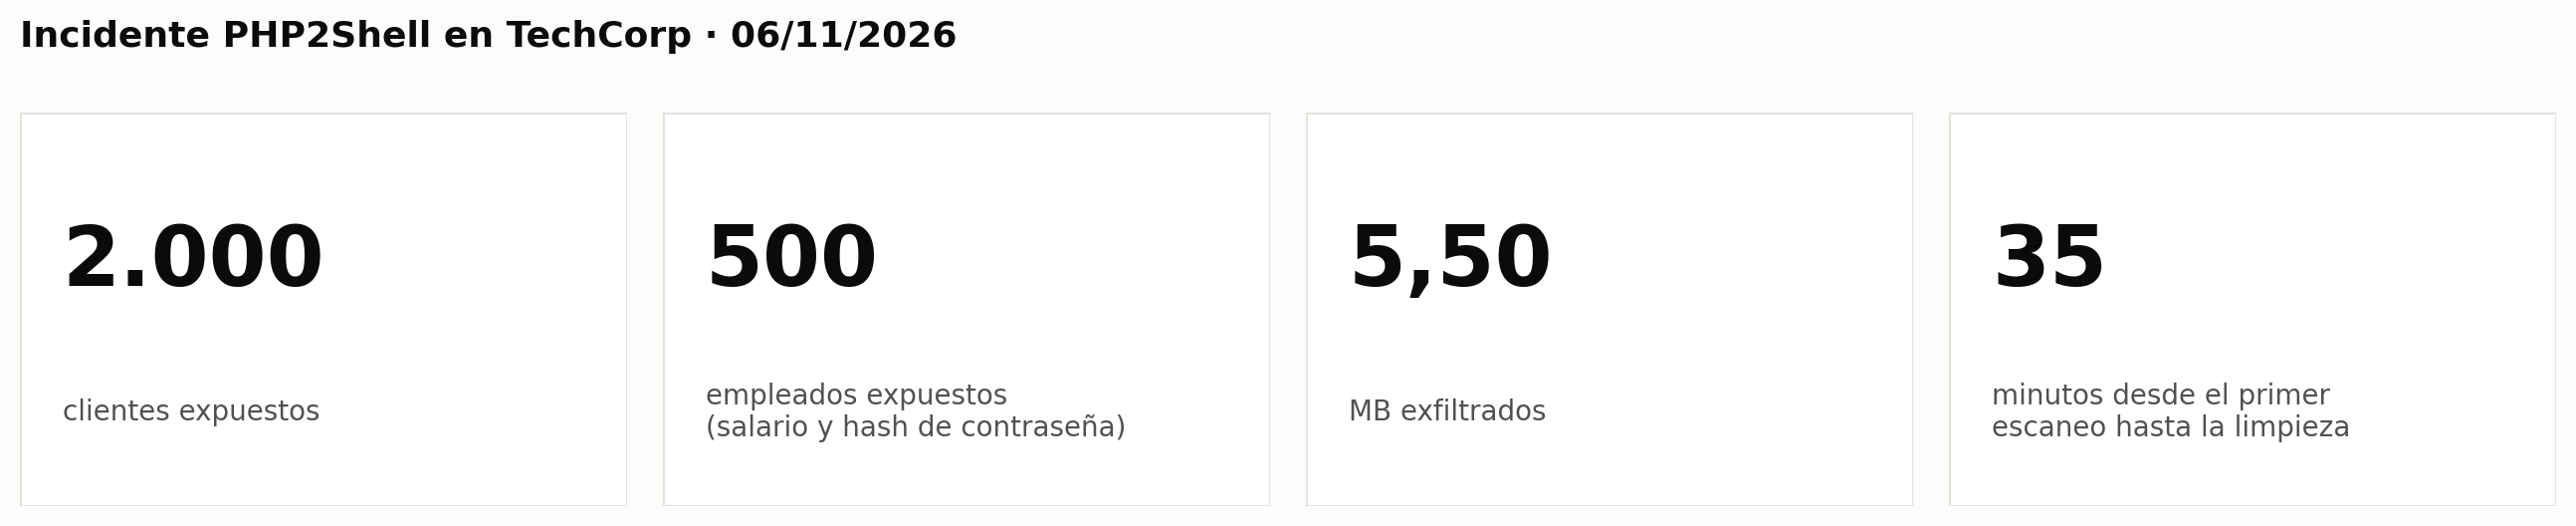 Incidente PHP2Shell en TechCorp · 06/11/2026
2.000
clientes expuestos
500
empleados expuestos
(salario y hash de contraseña)
5,50
MB exfiltrados
35
minutos desde el primer
escaneo hasta la limpieza